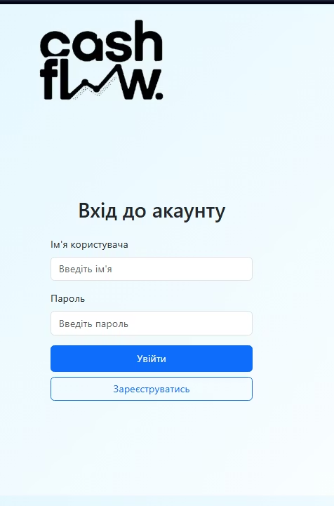 cash
flow.
Вхід до акаунту
Ім'я користувача
Введіть ім'я
Пароль
Введіть пароль
Увійти
Зареєструватись